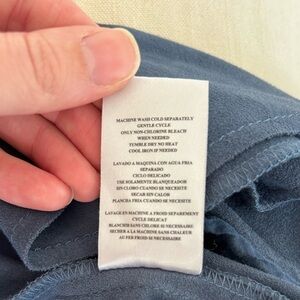 MACHINE WASH COLD SEPARATELY
GENTLE CYCLE
ONLY NON-CHLORINE BLEACH
WHEN NEEDED
TUMBLE DRY NO HEAT
COOL IRON IF NEEDED
LAVADO A MAQUINA CON AGUA FRIA
SEPARADO
CICLO DELICADO
USE SOLAMENTE BLANQUEADOR
SIN CLORO CUANDO SE NECESITE
SECAR SIN CALOR
PLANCHA FRIA CUANDO SE NECESITE
LAVAGE EN MACHINE A FROID SEPAREMENT
CYCLE DELICAT
BLANCHIR SANS CHLORE SI NECESSAIRE
SECHER A LA MACHINE SANS CHALEUR
AU FER FROID SI NECESSAIRE